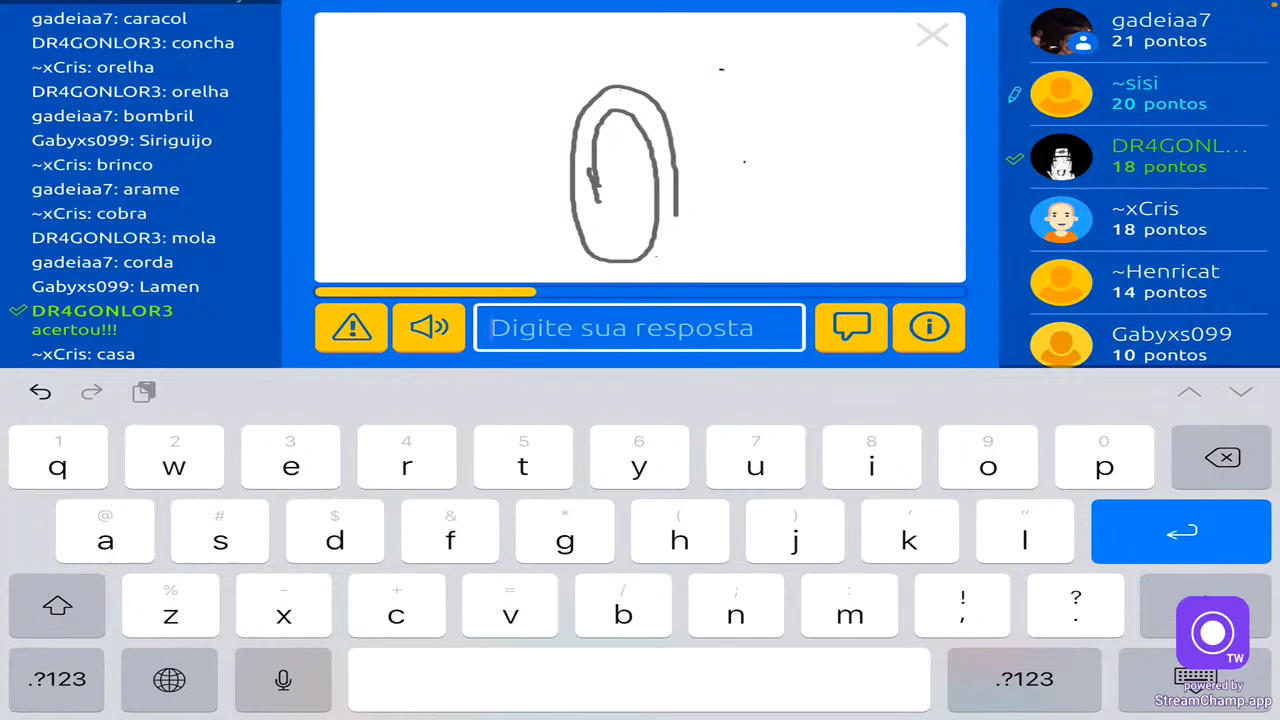 gadeiaa7: caracol
DR4GONLOR3: concha
~xCris: orelha
DR4GONLOR3: orelha
gadeiaa7: bombril
Gabyxs099: Siriguijo
~xCris: brinco
gadeiaa7: arame
~xCris: cobra
DR4GONLOR3: mola
gadeiaa7: corda
Gabyxs099: Lamen
DR4GONLOR3
acertou!!!
~xCris: casa
Digite sua resposta
gadeiaa7
21 pontos
~sisi
20 pontos
DR4GONL...
18 pontos
~xCris
18 pontos
~Henricat
14 pontos
Gabyxs099
10 pontos
1 2 3 4 5 6 7 8 9 0
q w e r t y u i o p
@ # $ & * ( ) ' "
a s d f g h j k l
% - + = / ; : ! ?
z x c v b n m , .
.?123 .?123
TW
powered by
StreamChamp.app